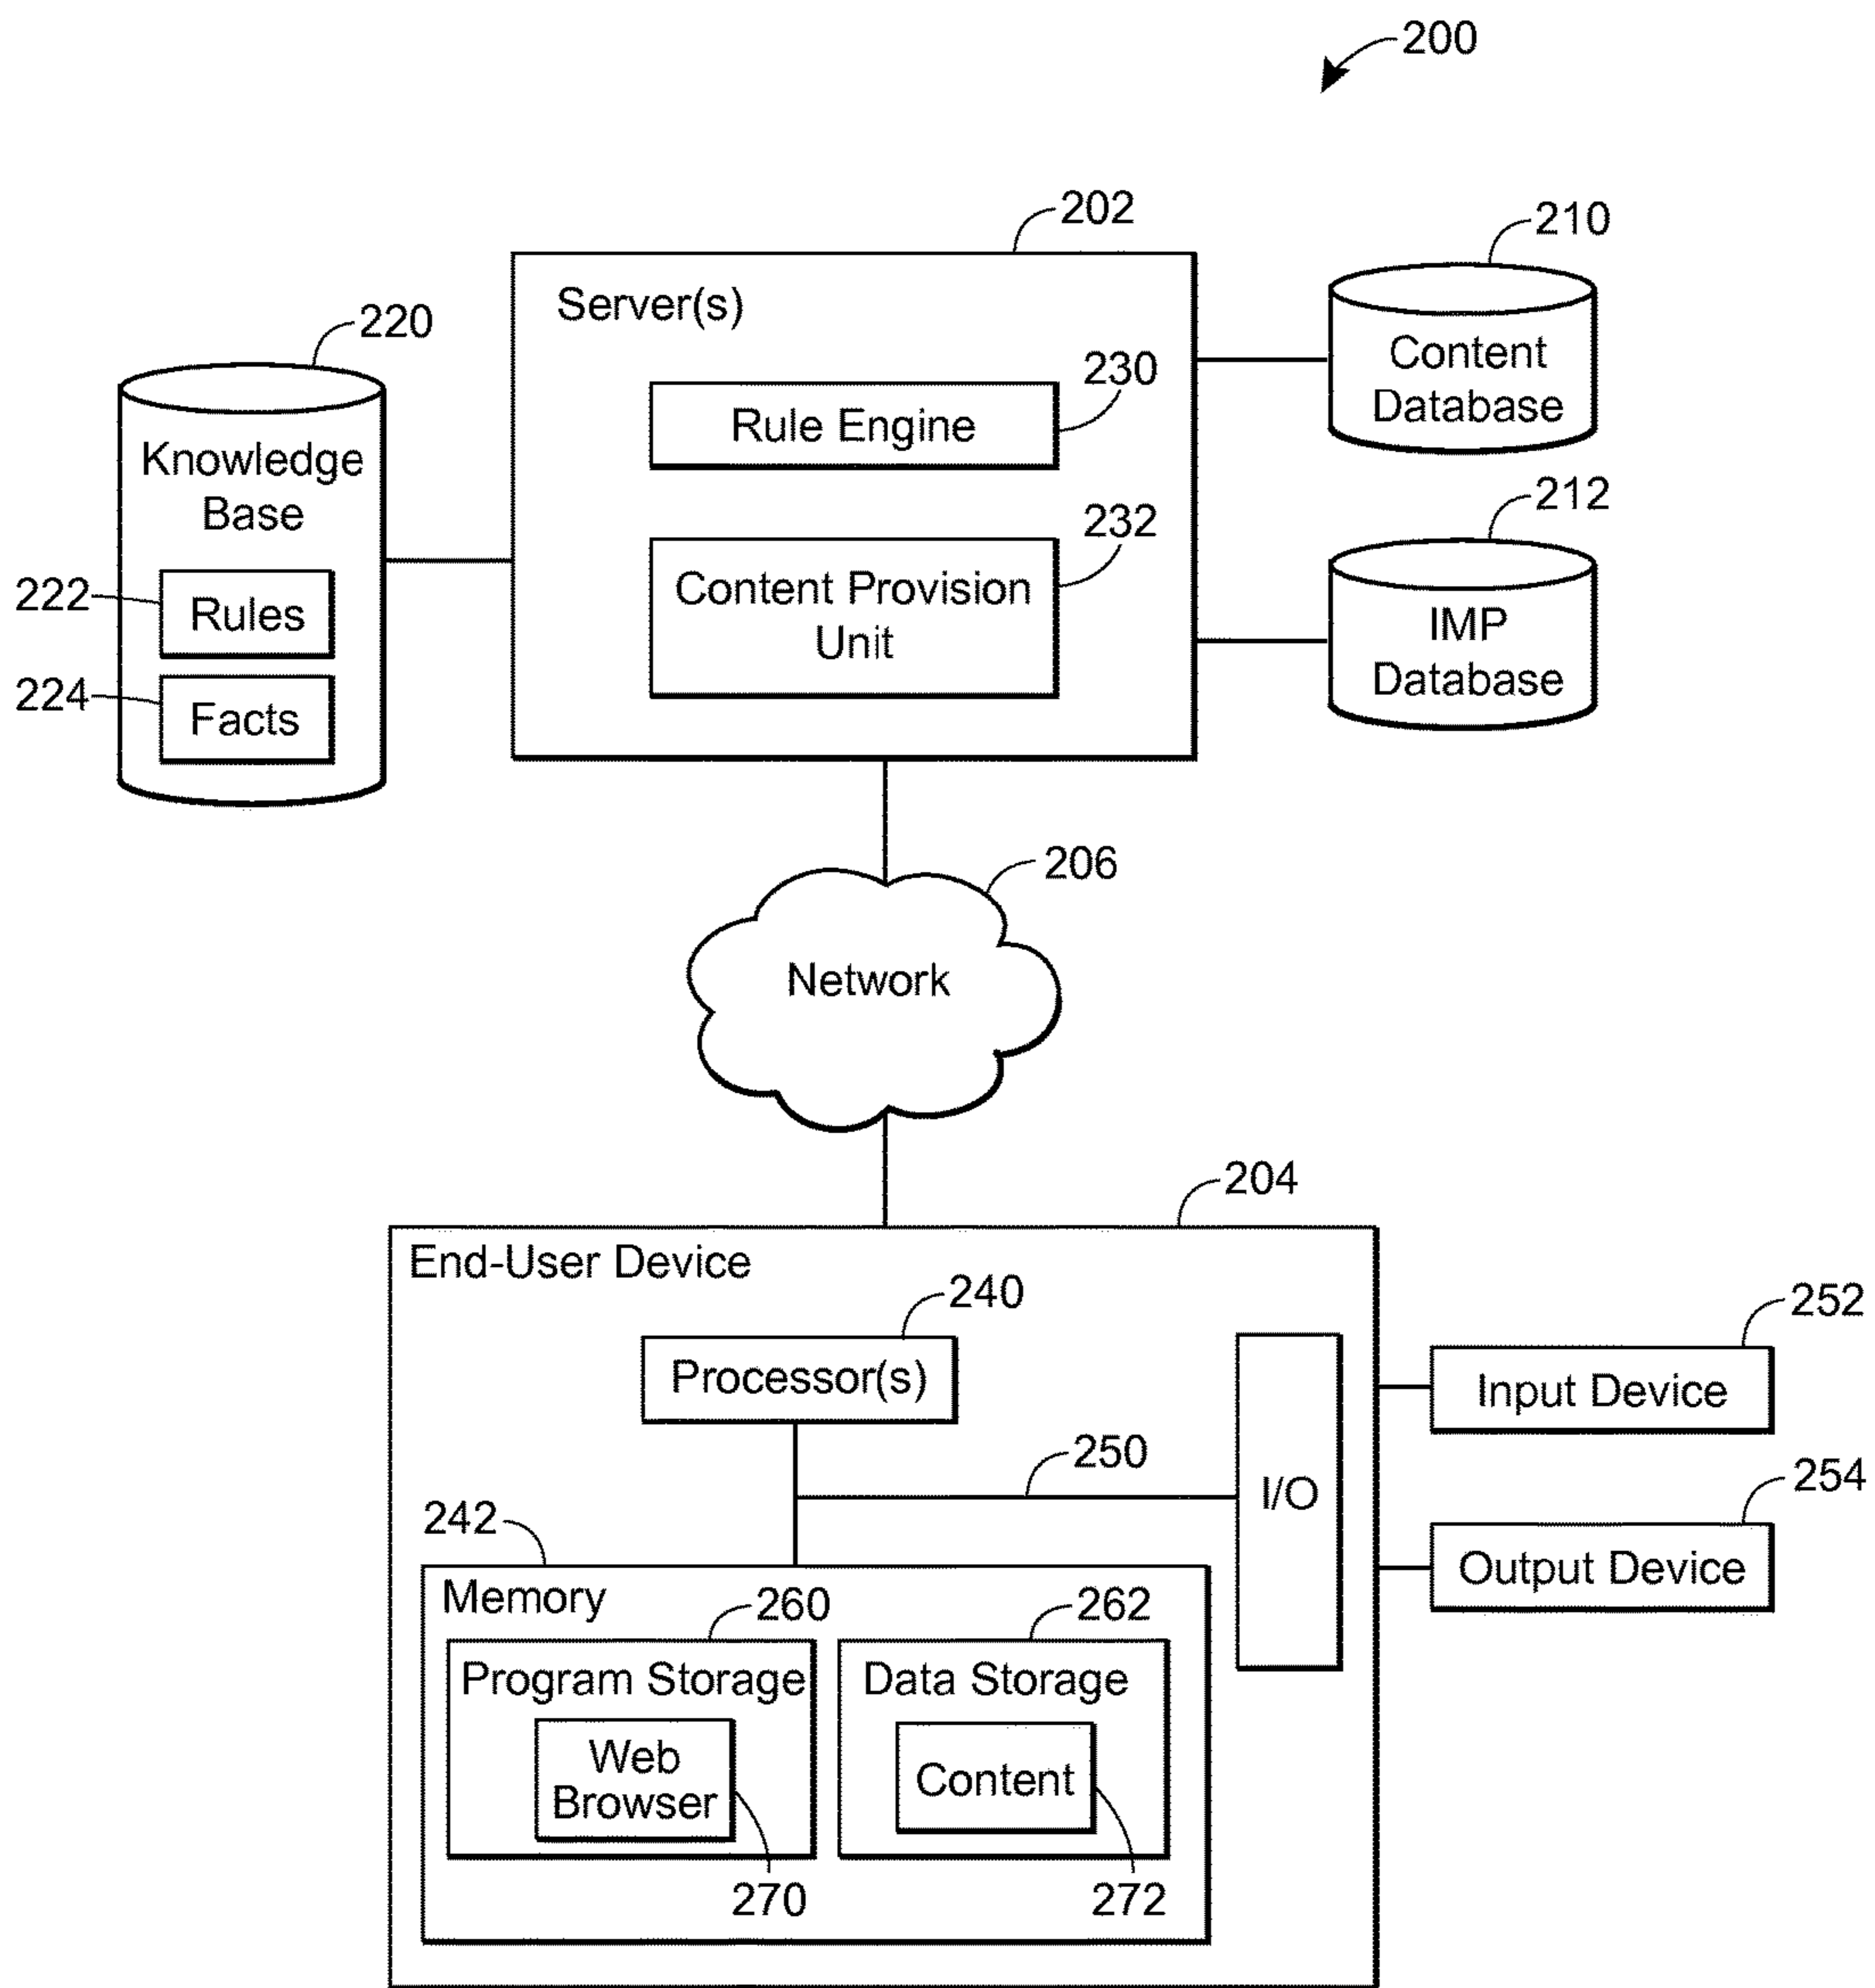 200
202
210
Server(s)
220
230
Content
Database
Rule Engine
Knowledge
Base
212
232
Content Provision
Unit
222
Rules
IMP
Database
224
Facts
206
Network
204
End-User Device
240
252
Processor(s)
Input Device
250
254
I/O
242
Output Device
Memory
260
262
Program Storage
Data Storage
Web
Browser
Content
270
272